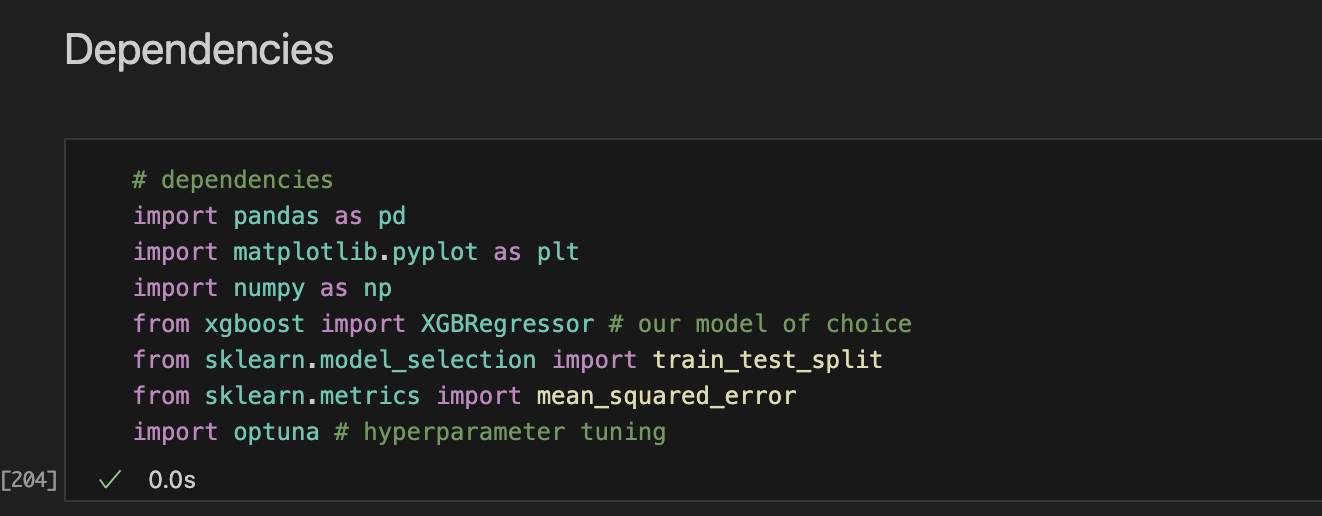 Dependencies
# dependencies
import pandas as pd
import matplotlib.pyplot as plt
import numpy as np
from xgboost import XGBRegressor # our model of choice
from sklearn.model_selection import train_test_split
from sklearn.metrics import mean_squared_error
import optuna # hyperparameter tuning
[204] ✓ 0.0s